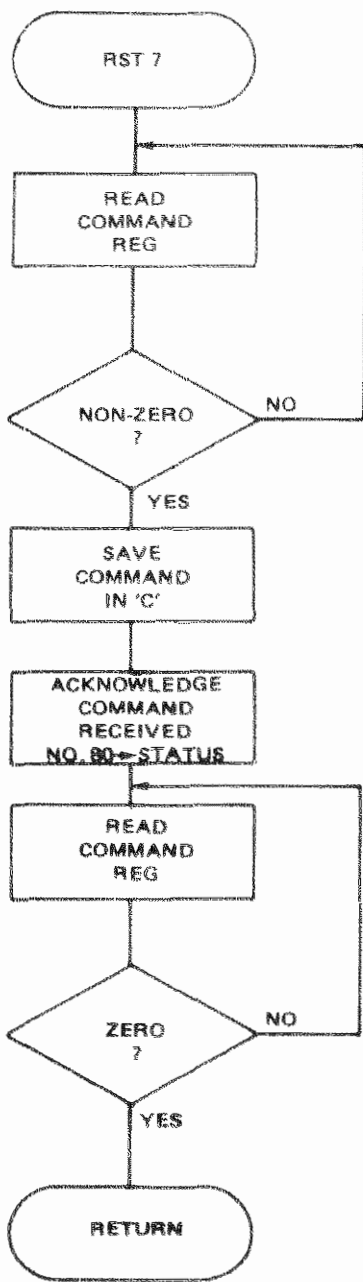 RST 7
READ
COMMAND
REG
NON-ZERO
?
NO
YES
SAVE
COMMAND
IN 'C'
ACKNOWLEDGE
COMMAND
RECEIVED
NO. 80→STATUS
READ
COMMAND
REG
ZERO
?
NO
YES
RETURN